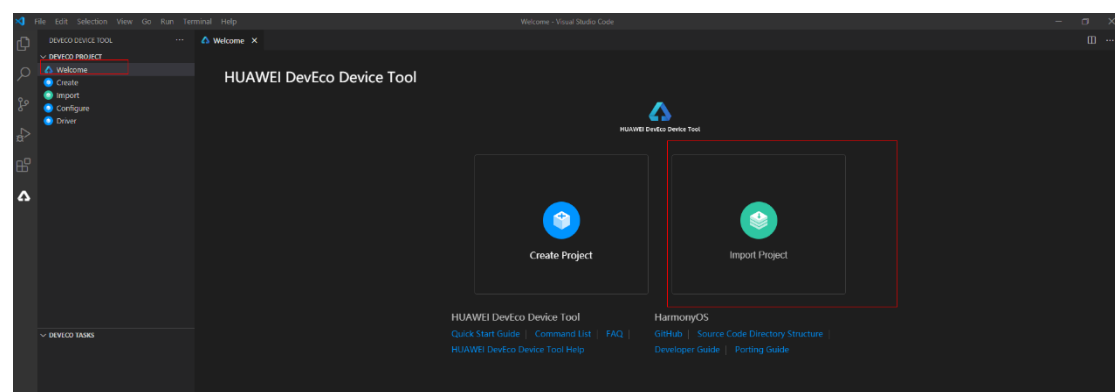 File Edit Selection View Go Run Terminal Help
Welcome - Visual Studio Code
DEVECO DEVICE TOOL
Welcome
DEVECO PROJECT
Welcome
Create
Import
Configure
Driver
HUAWEI DevEco Device Tool
HUAWEI DevEco Device Tool
Create Project
Import Project
HUAWEI DevEco Device Tool
Quick Start Guide | Command List | FAQ |
HUAWEI DevEco Device Tool Help
HarmonyOS
GitHub | Source Code Directory Structure |
Developer Guide | Porting Guide
DEVECO TASKS